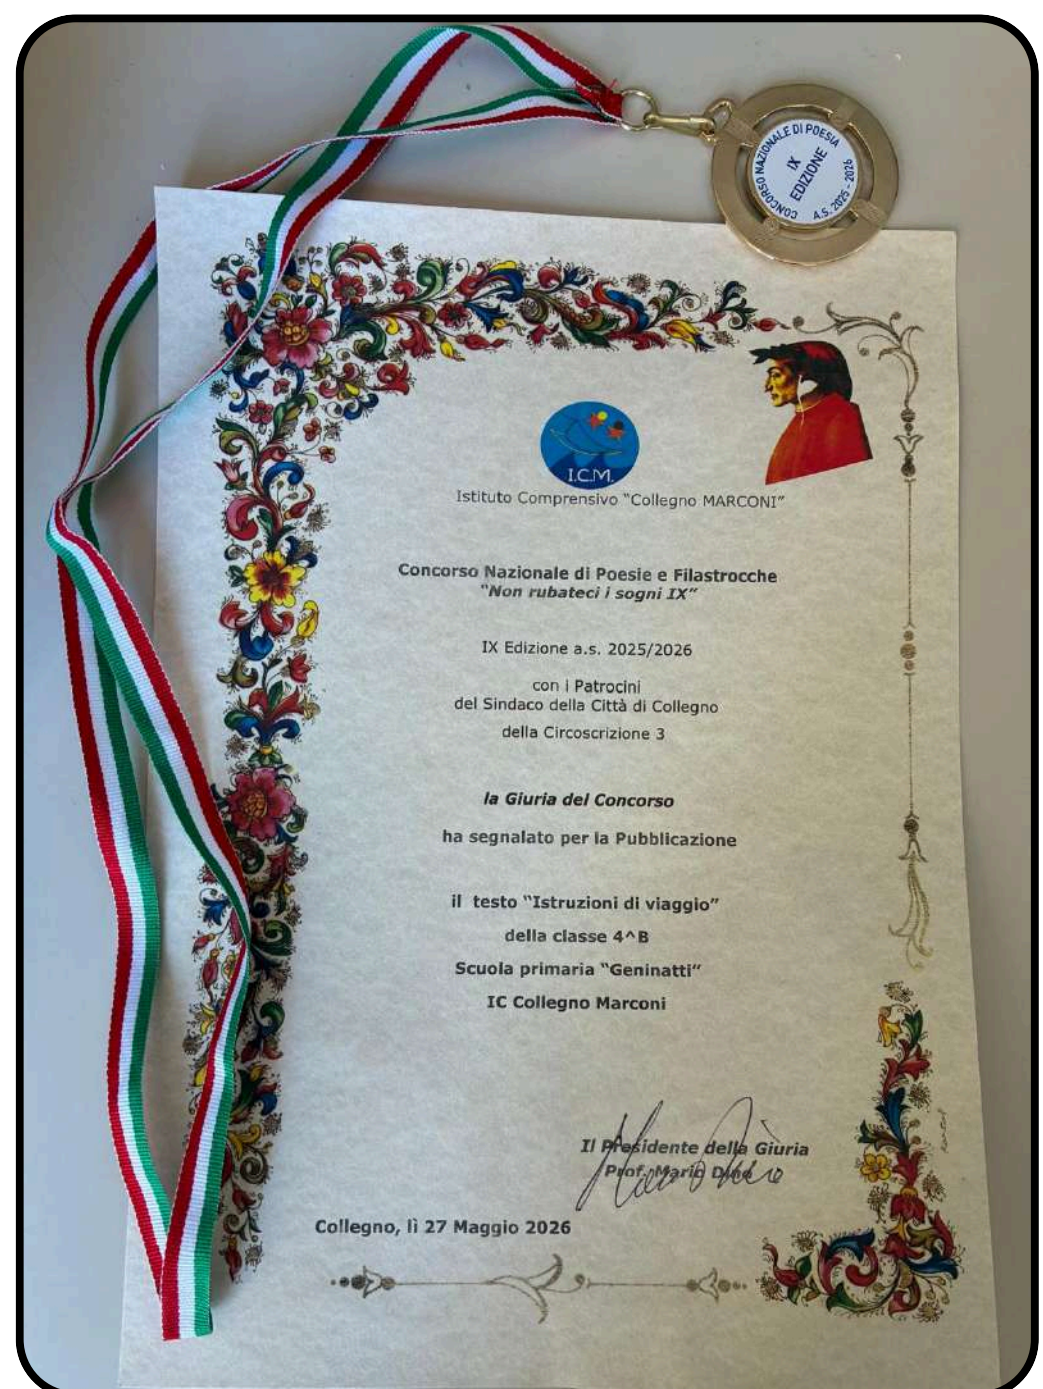 CONCORSO NAZIONALE DI POESIA
IX
EDIZIONE
A.S. 2025 - 2026
I.C.M.
Istituto Comprensivo “Collegno MARCONI”
Concorso Nazionale di Poesie e Filastrocche
“Non rubateci i sogni IX”
IX Edizione a.s. 2025/2026
con i Patrocini
del Sindaco della Città di Collegno
della Circoscrizione 3
la Giuria del Concorso
ha segnalato per la Pubblicazione
il testo “Istruzioni di viaggio”
della classe 4^B
Scuola primaria “Geninatti”
IC Collegno Marconi
Il Presidente della Giuria
Prof. Mario
Collegno, lì 27 Maggio 2026